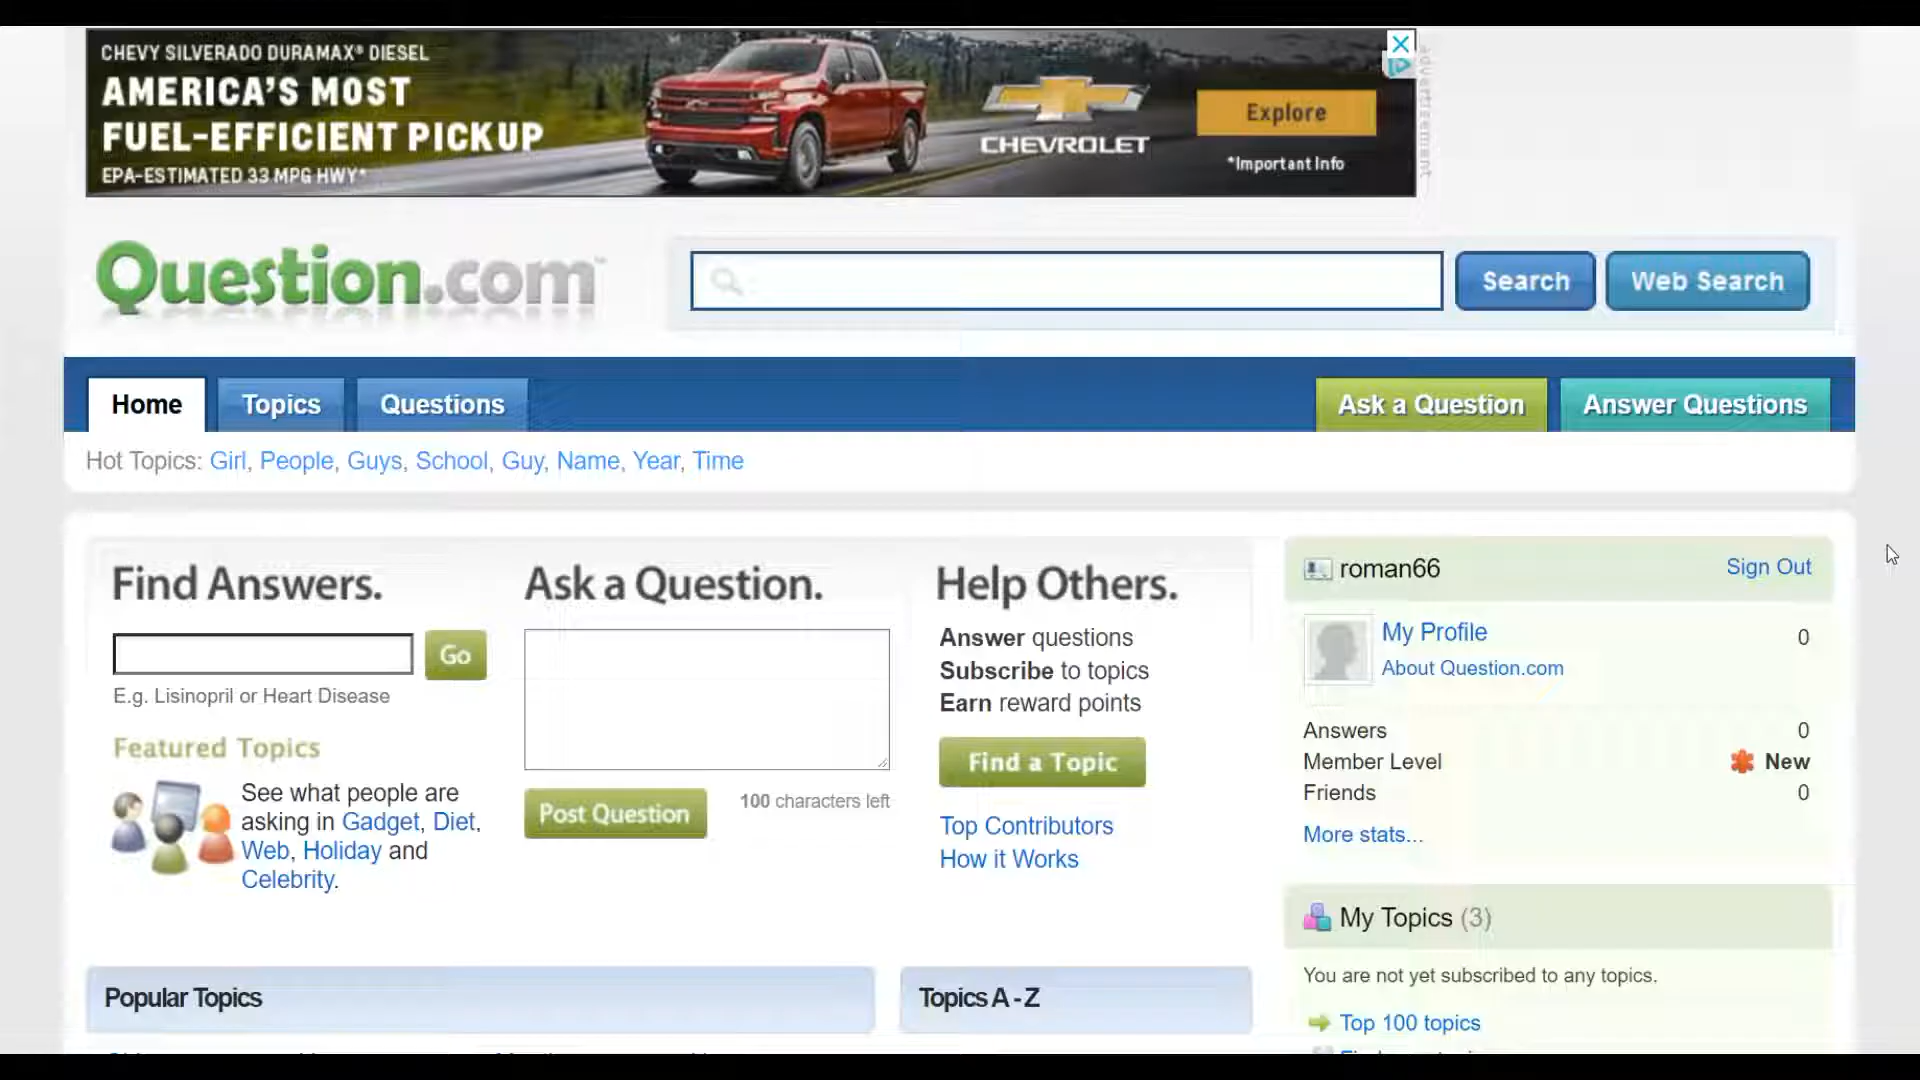 CHEVY SILVERADO DURAMAX® DIESEL
AMERICA'S MOST
FUEL-EFFICIENT PICKUP
EPA-ESTIMATED 33 MPG HWY*
CHEVROLET
Explore
*Important Info
advertisement
Question.com™
Search
Web Search
Home
Topics
Questions
Ask a Question
Answer Questions
Hot Topics: Girl, People, Guys, School, Guy, Name, Year, Time
Find Answers.
Go
E.g. Lisinopril or Heart Disease
Featured Topics
See what people are
asking in Gadget, Diet,
Web, Holiday and
Celebrity.
Ask a Question.
Post Question
100 characters left
Help Others.
Answer questions
Subscribe to topics
Earn reward points
Find a Topic
Top Contributors
How it Works
roman66 Sign Out
My Profile 0
About Question.com
Answers 0
Member Level New
Friends 0
More stats...
My Topics (3)
You are not yet subscribed to any topics.
Top 100 topics
Popular Topics
Topics A - Z